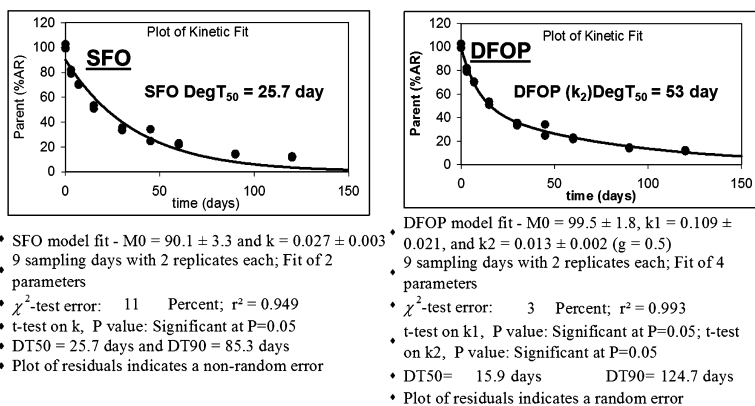 Plot of Kinetic Fit
SFO
SFO DegT50 = 25.7 day
Parent (%AR)
120
100
80
60
40
20
0
0 50 100 150
time (days)
• SFO model fit - M0 = 90.1 ± 3.3 and k = 0.027 ± 0.003
• 9 sampling days with 2 replicates each; Fit of 2
parameters
• χ²-test error: 11 Percent; r² = 0.949
• t-test on k, P value: Significant at P=0.05
• DT50 = 25.7 days and DT90 = 85.3 days
• Plot of residuals indicates a non-random error
Plot of Kinetic Fit
DFOP
DFOP (k2)DegT50 = 53 day
Parent (%AR)
120
100
80
60
40
20
0
0 50 100 150
time (days)
• DFOP model fit - M0 = 99.5 ± 1.8, k1 = 0.109 ±
0.021, and k2 = 0.013 ± 0.002 (g = 0.5)
• 9 sampling days with 2 replicates each; Fit of 4
parameters
• χ²-test error: 3 Percent; r² = 0.993
• t-test on k1, P value: Significant at P=0.05; t-test
on k2, P value: Significant at P=0.05
• DT50= 15.9 days DT90= 124.7 days
• Plot of residuals indicates a random error